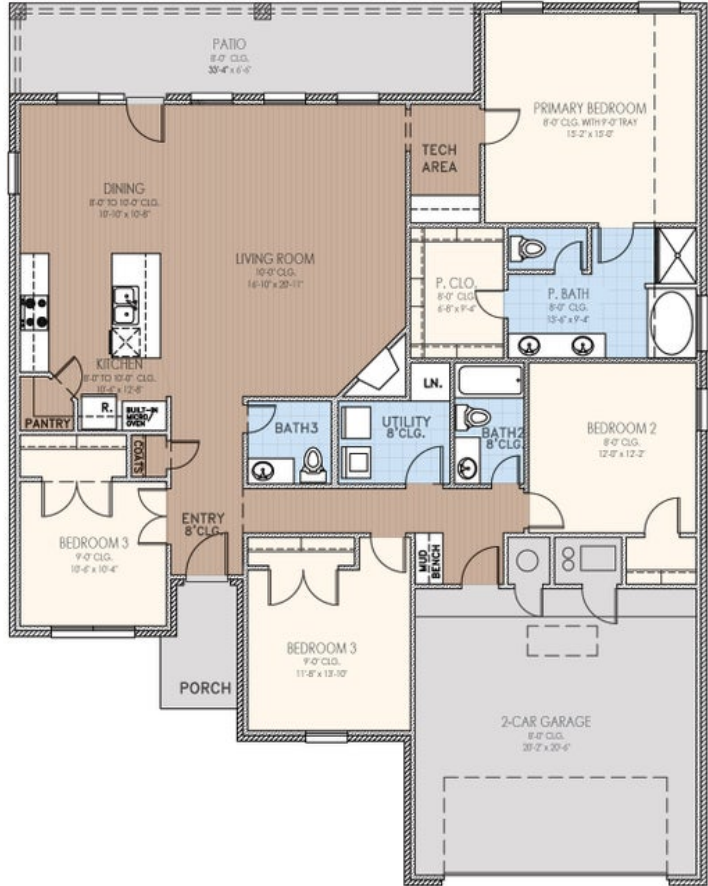 PATIO
8'-0" CLG.
33'-4" x 6'-6"
PRIMARY BEDROOM
8'-0" CLG. WITH 9'-0" TRAY
15'-2" x 15'-0"
TECH
AREA
DINING
8'-0" TO 10'-0" CLG.
10'-10" x 10'-8"
LIVING ROOM
10'-0" CLG.
16'-10" x 20'-11"
P. CLO.
8'-0" CLG.
6'-8" x 9'-4"
P. BATH
8'-0" CLG.
13'-6" x 9'-4"
KITCHEN
8'-0" TO 10'-0" CLG.
10'-6" x 12'-8"
PANTRY
R.
BUILT-IN
MICRO/
OVEN
LN.
COATS
BATH3
UTILITY
8'CLG.
BATH2
8'CLG.
BEDROOM 2
8'-0" CLG.
12'-0" x 12'-2"
ENTRY
8'CLG.
BEDROOM 3
9'-0" CLG.
10'-6" x 10'-4"
MUD
BENCH
BEDROOM 3
9'-0" CLG.
11'-8" x 13'-10"
PORCH
2-CAR GARAGE
8'-0" CLG.
20'-2" x 20'-6"